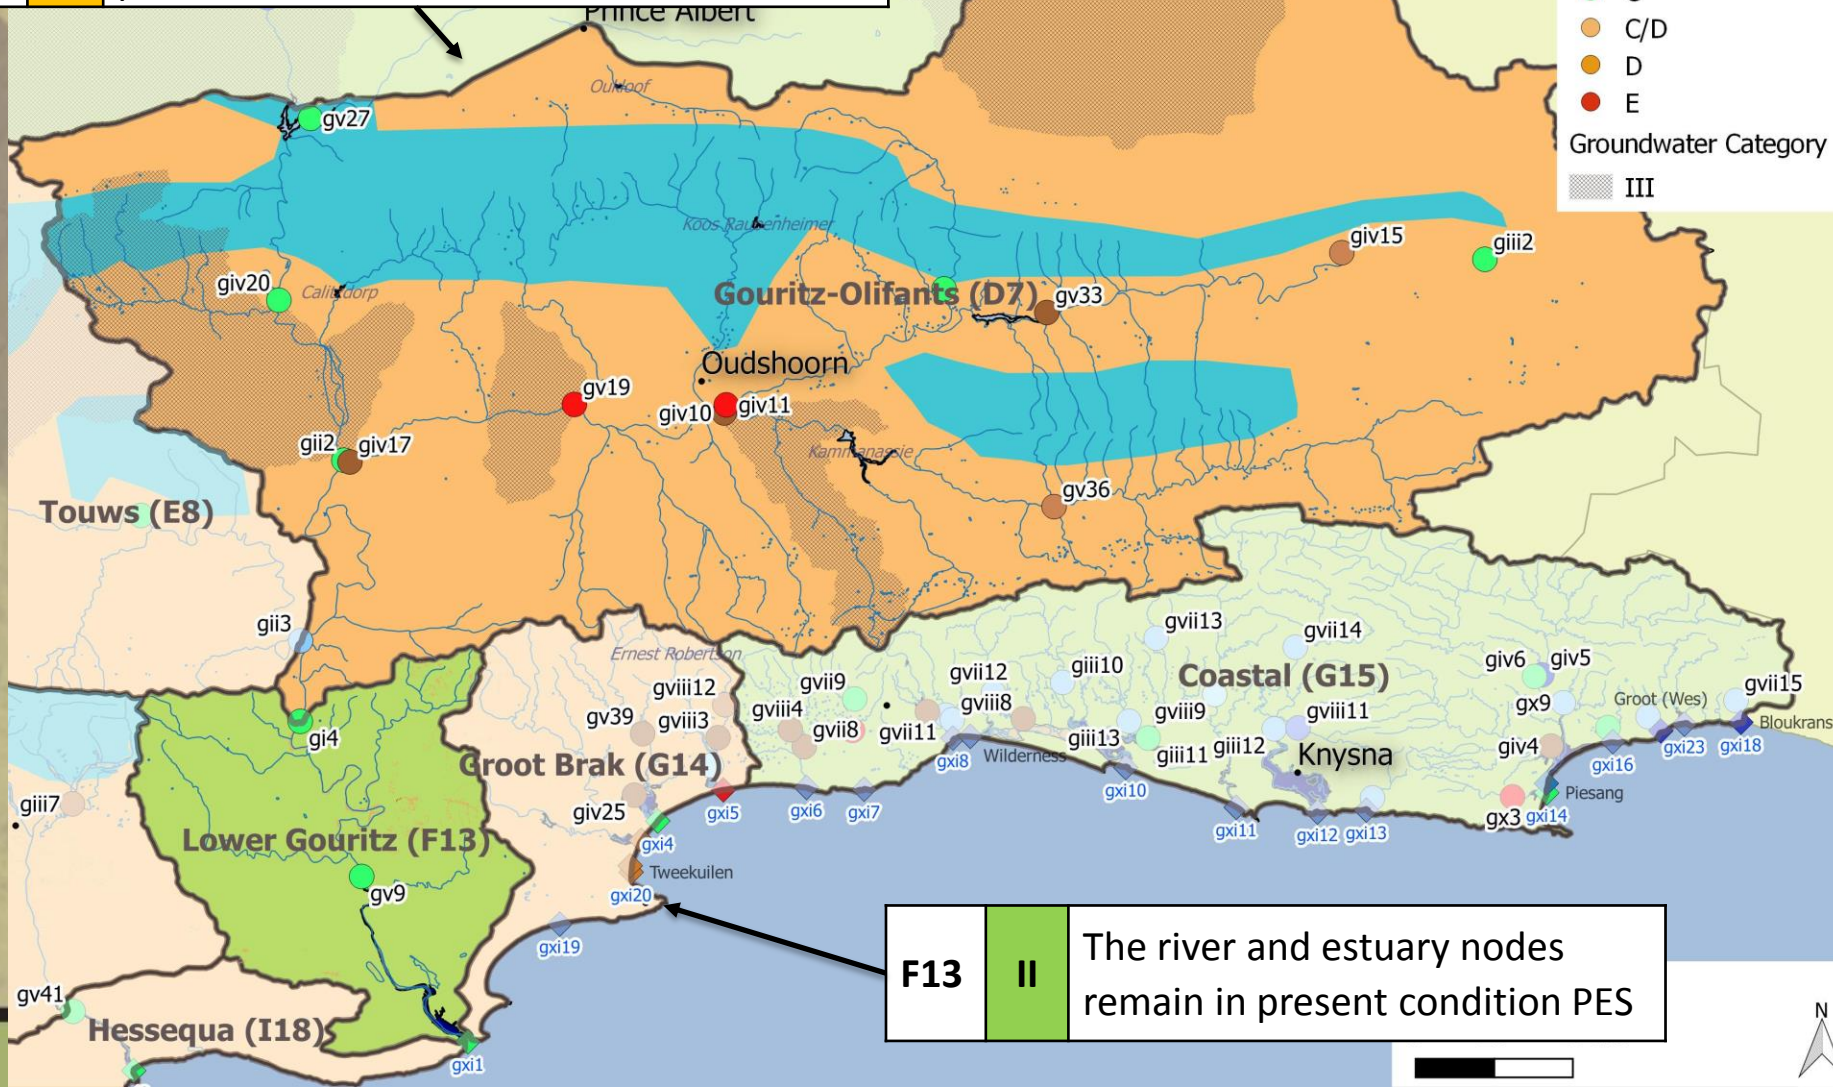 Prince Albert
C/D
D
E
Groundwater Category
III
Oukloof
gv27
Koos Raubenheimer
giv15
giii2
giv20
Calitzdorp
Gouritz-Olifants (D7)
gv33
Oudshoorn
gv19
giv10
giv11
gii2
giv17
Kammanassie
gv36
Touws (E8)
gii3
Ernest Robertson
gvii13
gvii14
giii10
gvii12
gvii9
gviii12
gviii4
gv39
gviii3
gvii8
gvii11
gviii8
gviii9
giii13
giii11
giii12
gviii11
Coastal (G15)
giv6
giv5
gx9
Groot (Wes)
gvii15
Bloukrans
giv4
gxi23
gxi18
gxi16
gi4
Groot Brak (G14)
Wilderness
gxi8
Knysna
giii7
giv25
gxi5
gxi6
gxi7
gxi10
Piesang
gx3
gxi14
gxi11
gxi12
gxi13
Lower Gouritz (F13)
gxi4
Tweekuilen
gv9
gxi20
gxi19
F13
II
The river and estuary nodes
remain in present condition PES
gv41
Hessequa (I18)
gxi1
N